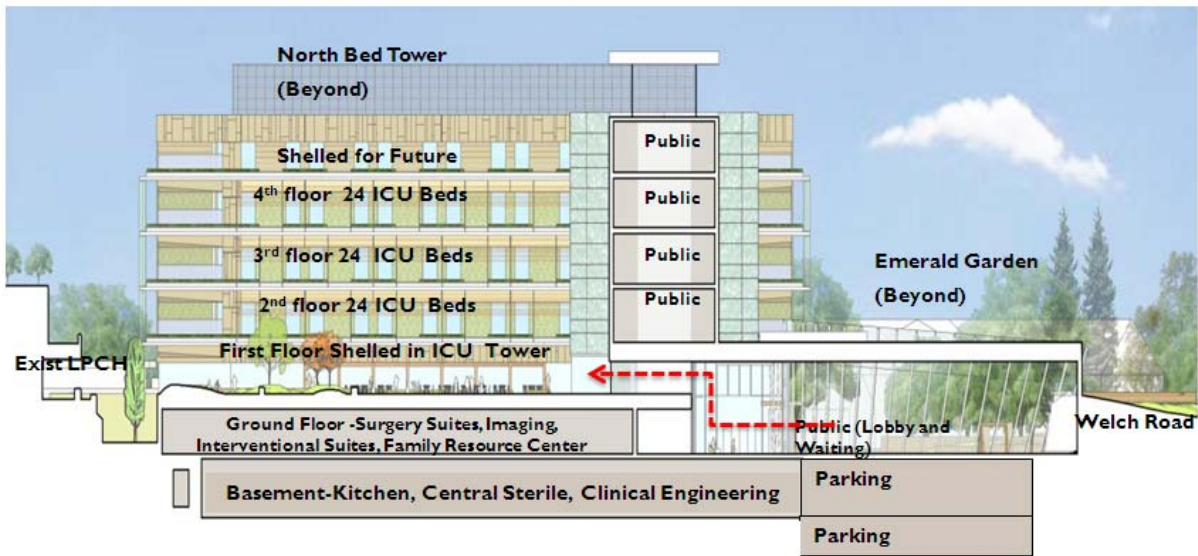 North Bed Tower
(Beyond)
Public
Shelled for Future
4th floor 24 ICU Beds
Public
3rd floor 24 ICU Beds
Public
Emerald Garden
(Beyond)
2nd floor 24 ICU Beds
Public
First Floor Shelled in ICU Tower
Exist LPCH
Ground Floor -Surgery Suites, Imaging,
Interventional Suites, Family Resource Center
Public (Lobby and
Waiting)
Welch Road
Basement-Kitchen, Central Sterile, Clinical Engineering
Parking
Parking